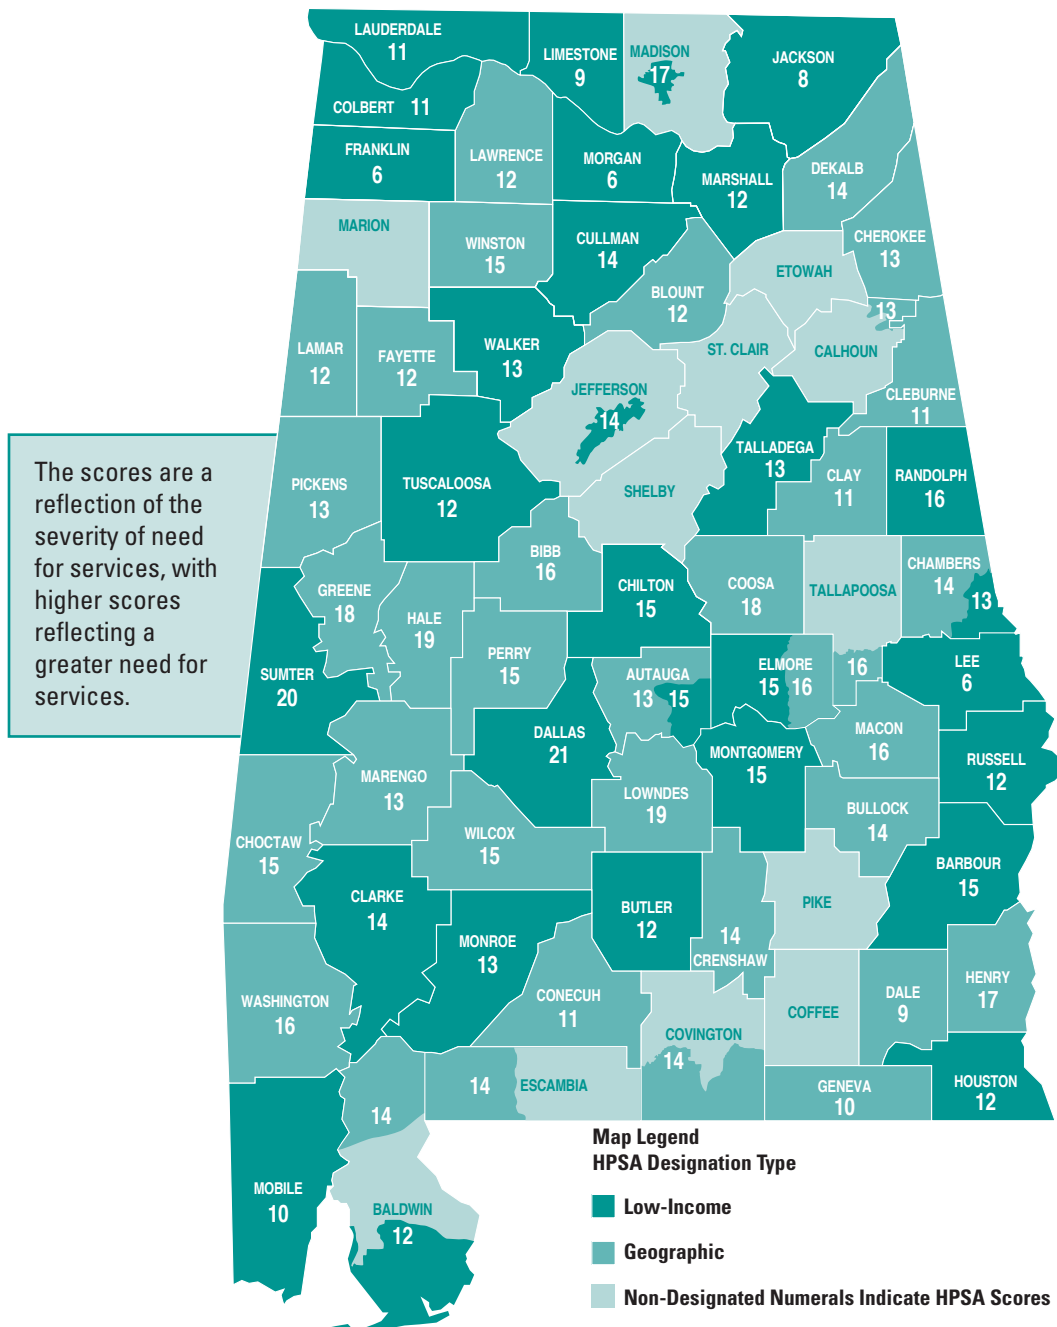 LAUDERDALE
11
LIMESTONE
9
MADISON
17
JACKSON
8
COLBERT 11
FRANKLIN
6
LAWRENCE
12
MORGAN
6
MARSHALL
12
DEKALB
14
CHEROKEE
13
MARION
WINSTON
15
CULLMAN
14
ETOWAH
BLOUNT
12
13
LAMAR
12
FAYETTE
12
WALKER
13
ST. CLAIR
CALHOUN
JEFFERSON
14
CLEBURNE
11
The scores are a
reflection of the
severity of need
for services, with
higher scores
reflecting a
greater need for
services.
PICKENS
13
TUSCALOOSA
12
SHELBY
TALLADEGA
13
CLAY
11
RANDOLPH
16
BIBB
16
GREENE
18
HALE
19
CHILTON
15
COOSA
18
TALLAPOOSA
CHAMBERS
14
13
PERRY
15
SUMTER
20
AUTAUGA
13
15
ELMORE
15
16
16
LEE
6
DALLAS
21
MONTGOMERY
15
MACON
16
RUSSELL
12
MARENGO
13
LOWNDES
19
BULLOCK
14
CHOCTAW
15
WILCOX
15
BARBOUR
15
CLARKE
14
BUTLER
12
PIKE
MONROE
13
14
CRENSHAW
WASHINGTON
16
CONECUH
11
COFFEE
DALE
9
HENRY
17
COVINGTON
14
14
ESCAMBIA
GENEVA
10
HOUSTON
12
14
MOBILE
10
BALDWIN
12
Map Legend
HPSA Designation Type
Low-Income
Geographic
Non-Designated Numerals Indicate HPSA Scores